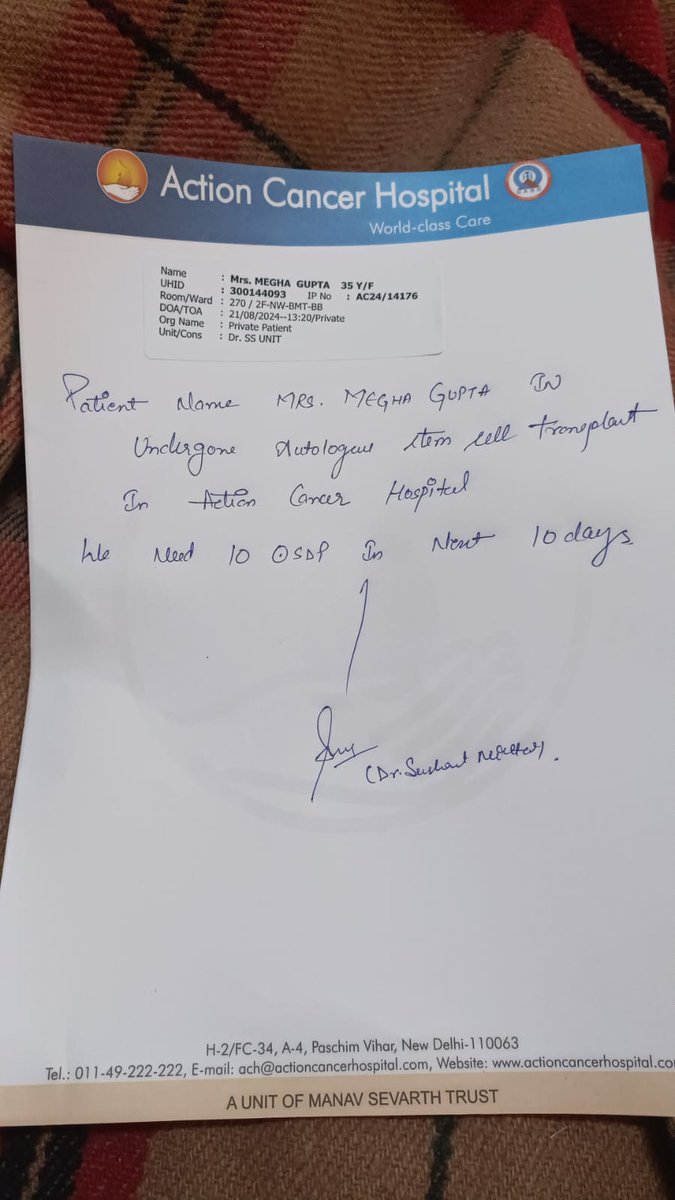 Action Cancer Hospital
World-class Care
Name : Mrs. MEGHA GUPTA 35 Y/F
UHID : 300144093 IP No : AC24/14176
Room/Ward : 270 / 2F-NW-BMT-BB
DOA/TOA : 21/08/2024--13:20/Private
Org Name : Private Patient
Unit/Cons : Dr. SS UNIT
Patient Name MRS. MEGHA GUPTA IN
Undergone Autologous stem cell transplant
In Action Cancer Hospital
We Need 10 SDP In Next 10 days
(Dr. Sushant
H-2/FC-34, A-4, Paschim Vihar, New Delhi-110063
Tel.: 011-49-222-222, E-mail: ach@actioncancerhospital.com, Website: www.actioncancerhospital.co
A UNIT OF MANAV SEVARTH TRUST